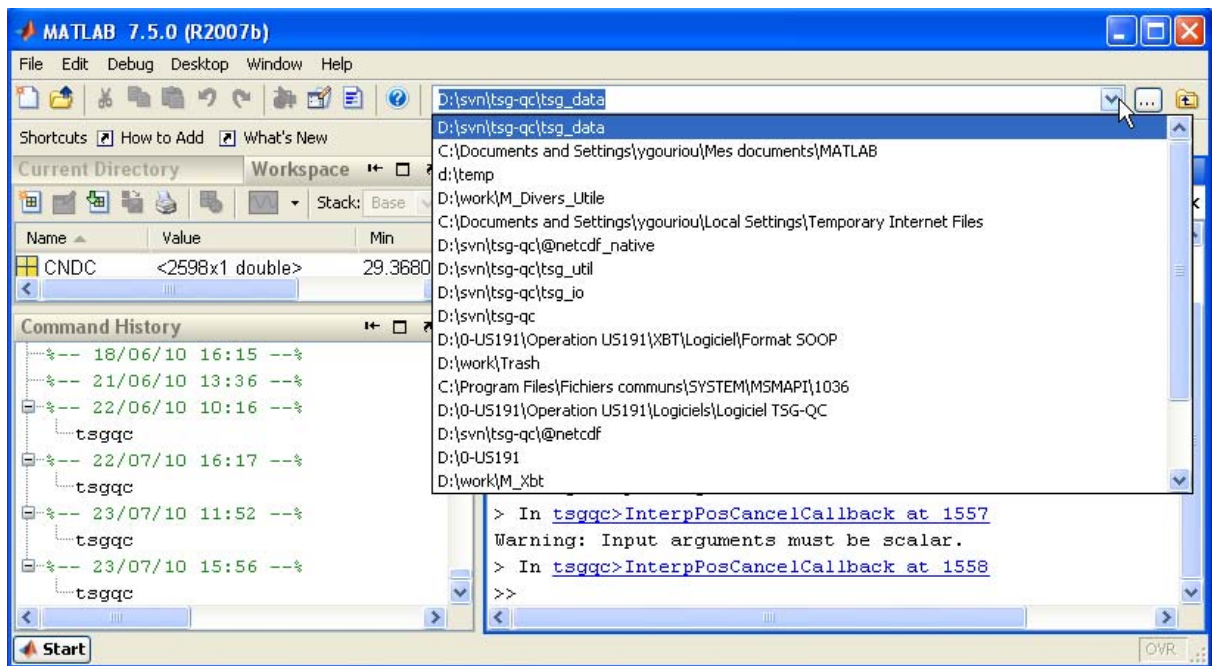 MATLAB 7.5.0 (R2007b)
File Edit Debug Desktop Window Help
D:\svn\tsg-qc\tsg_data
...
Shortcuts How to Add What's New
Current Directory Workspace
Stack: Base
Name Value Min
CNDC <2598x1 double> 29.3680
Command History
%-- 18/06/10 16:15 --%
%-- 21/06/10 13:36 --%
%-- 22/06/10 10:16 --%
tsgqc
%-- 22/07/10 16:17 --%
tsgqc
%-- 23/07/10 11:52 --%
tsgqc
%-- 23/07/10 15:56 --%
tsgqc
D:\svn\tsg-qc\tsg_data
C:\Documents and Settings\ygouriou\Mes documents\MATLAB
d:\temp
D:\work\M_Divers_Utile
C:\Documents and Settings\ygouriou\Local Settings\Temporary Internet Files
D:\svn\tsg-qc\@netcdf_native
D:\svn\tsg-qc\tsg_util
D:\svn\tsg-qc\tsg_io
D:\svn\tsg-qc
D:\0-US191\Operation US191\XBT\Logiciel\Format SOOP
D:\work\Trash
C:\Program Files\Fichiers communs\SYSTEM\MSMAPI\1036
D:\0-US191\Operation US191\Logiciels\Logiciel TSG-QC
D:\svn\tsg-qc\@netcdf
D:\0-US191
D:\work\M_Xbt
> In tsgqc>InterpPosCancelCallback at 1557
Warning: Input arguments must be scalar.
> In tsgqc>InterpPosCancelCallback at 1558
>>
Start
OVR